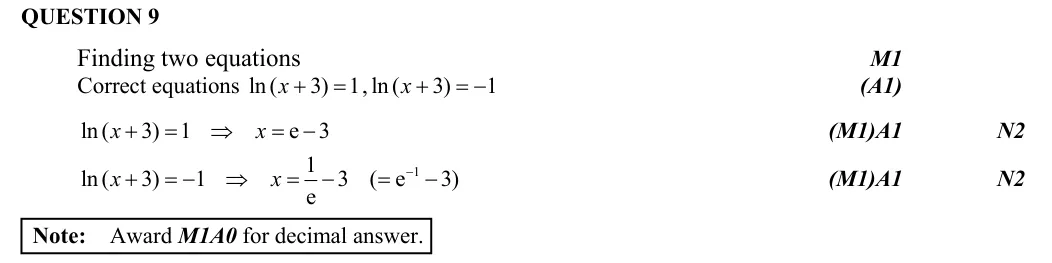 QUESTION 9
Finding two equations M1
Correct equations ln(x+3)=1, ln(x+3)=−1 (A1)
ln(x+3)=1 ⇒ x=e−3 (M1)A1 N2
ln(x+3)=−1 ⇒ x=1/e−3 (=e⁻¹−3) (M1)A1 N2
Note: Award M1A0 for decimal answer.